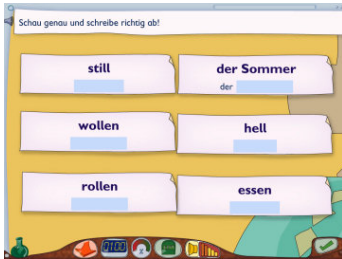 Schau genau und schreibe richtig ab!
still
der Sommer
der
wollen
hell
rollen
essen